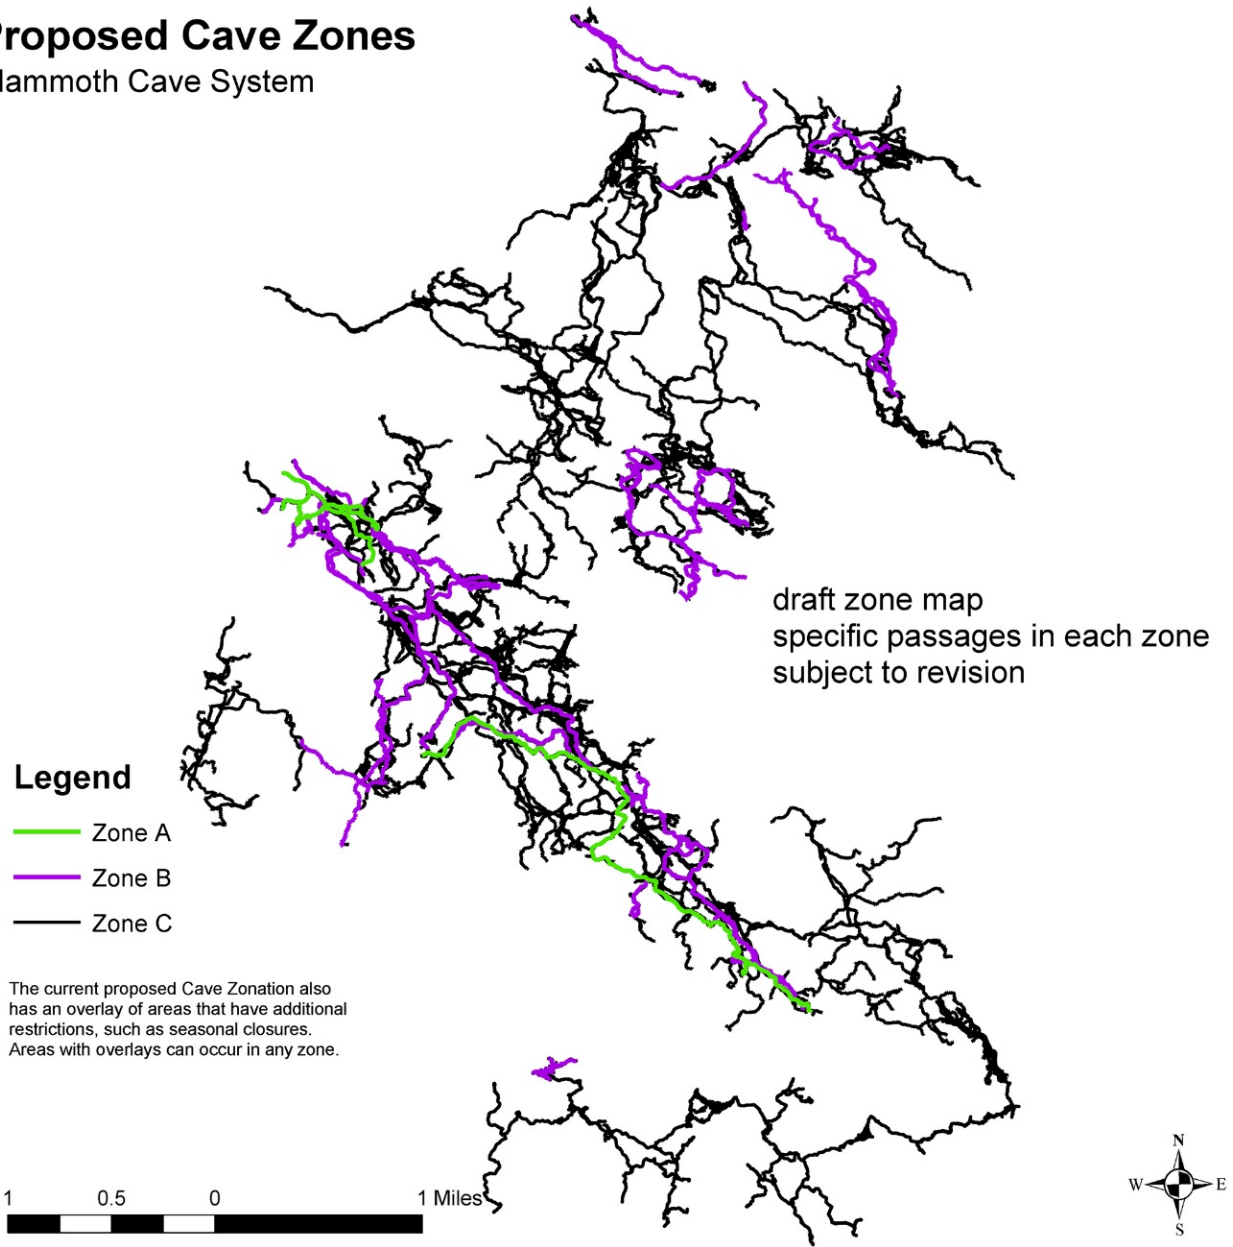 Proposed Cave Zones
Mammoth Cave System
draft zone map
specific passages in each zone
subject to revision
Legend
Zone A
Zone B
Zone C
The current proposed Cave Zonation also
has an overlay of areas that have additional
restrictions, such as seasonal closures.
Areas with overlays can occur in any zone.
1 0.5 0 1 Miles
N
W E
S